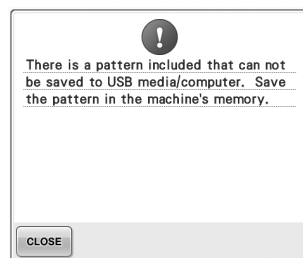 There is a pattern included that can not
be saved to USB media/computer. Save
the pattern in the machine's memory.
CLOSE